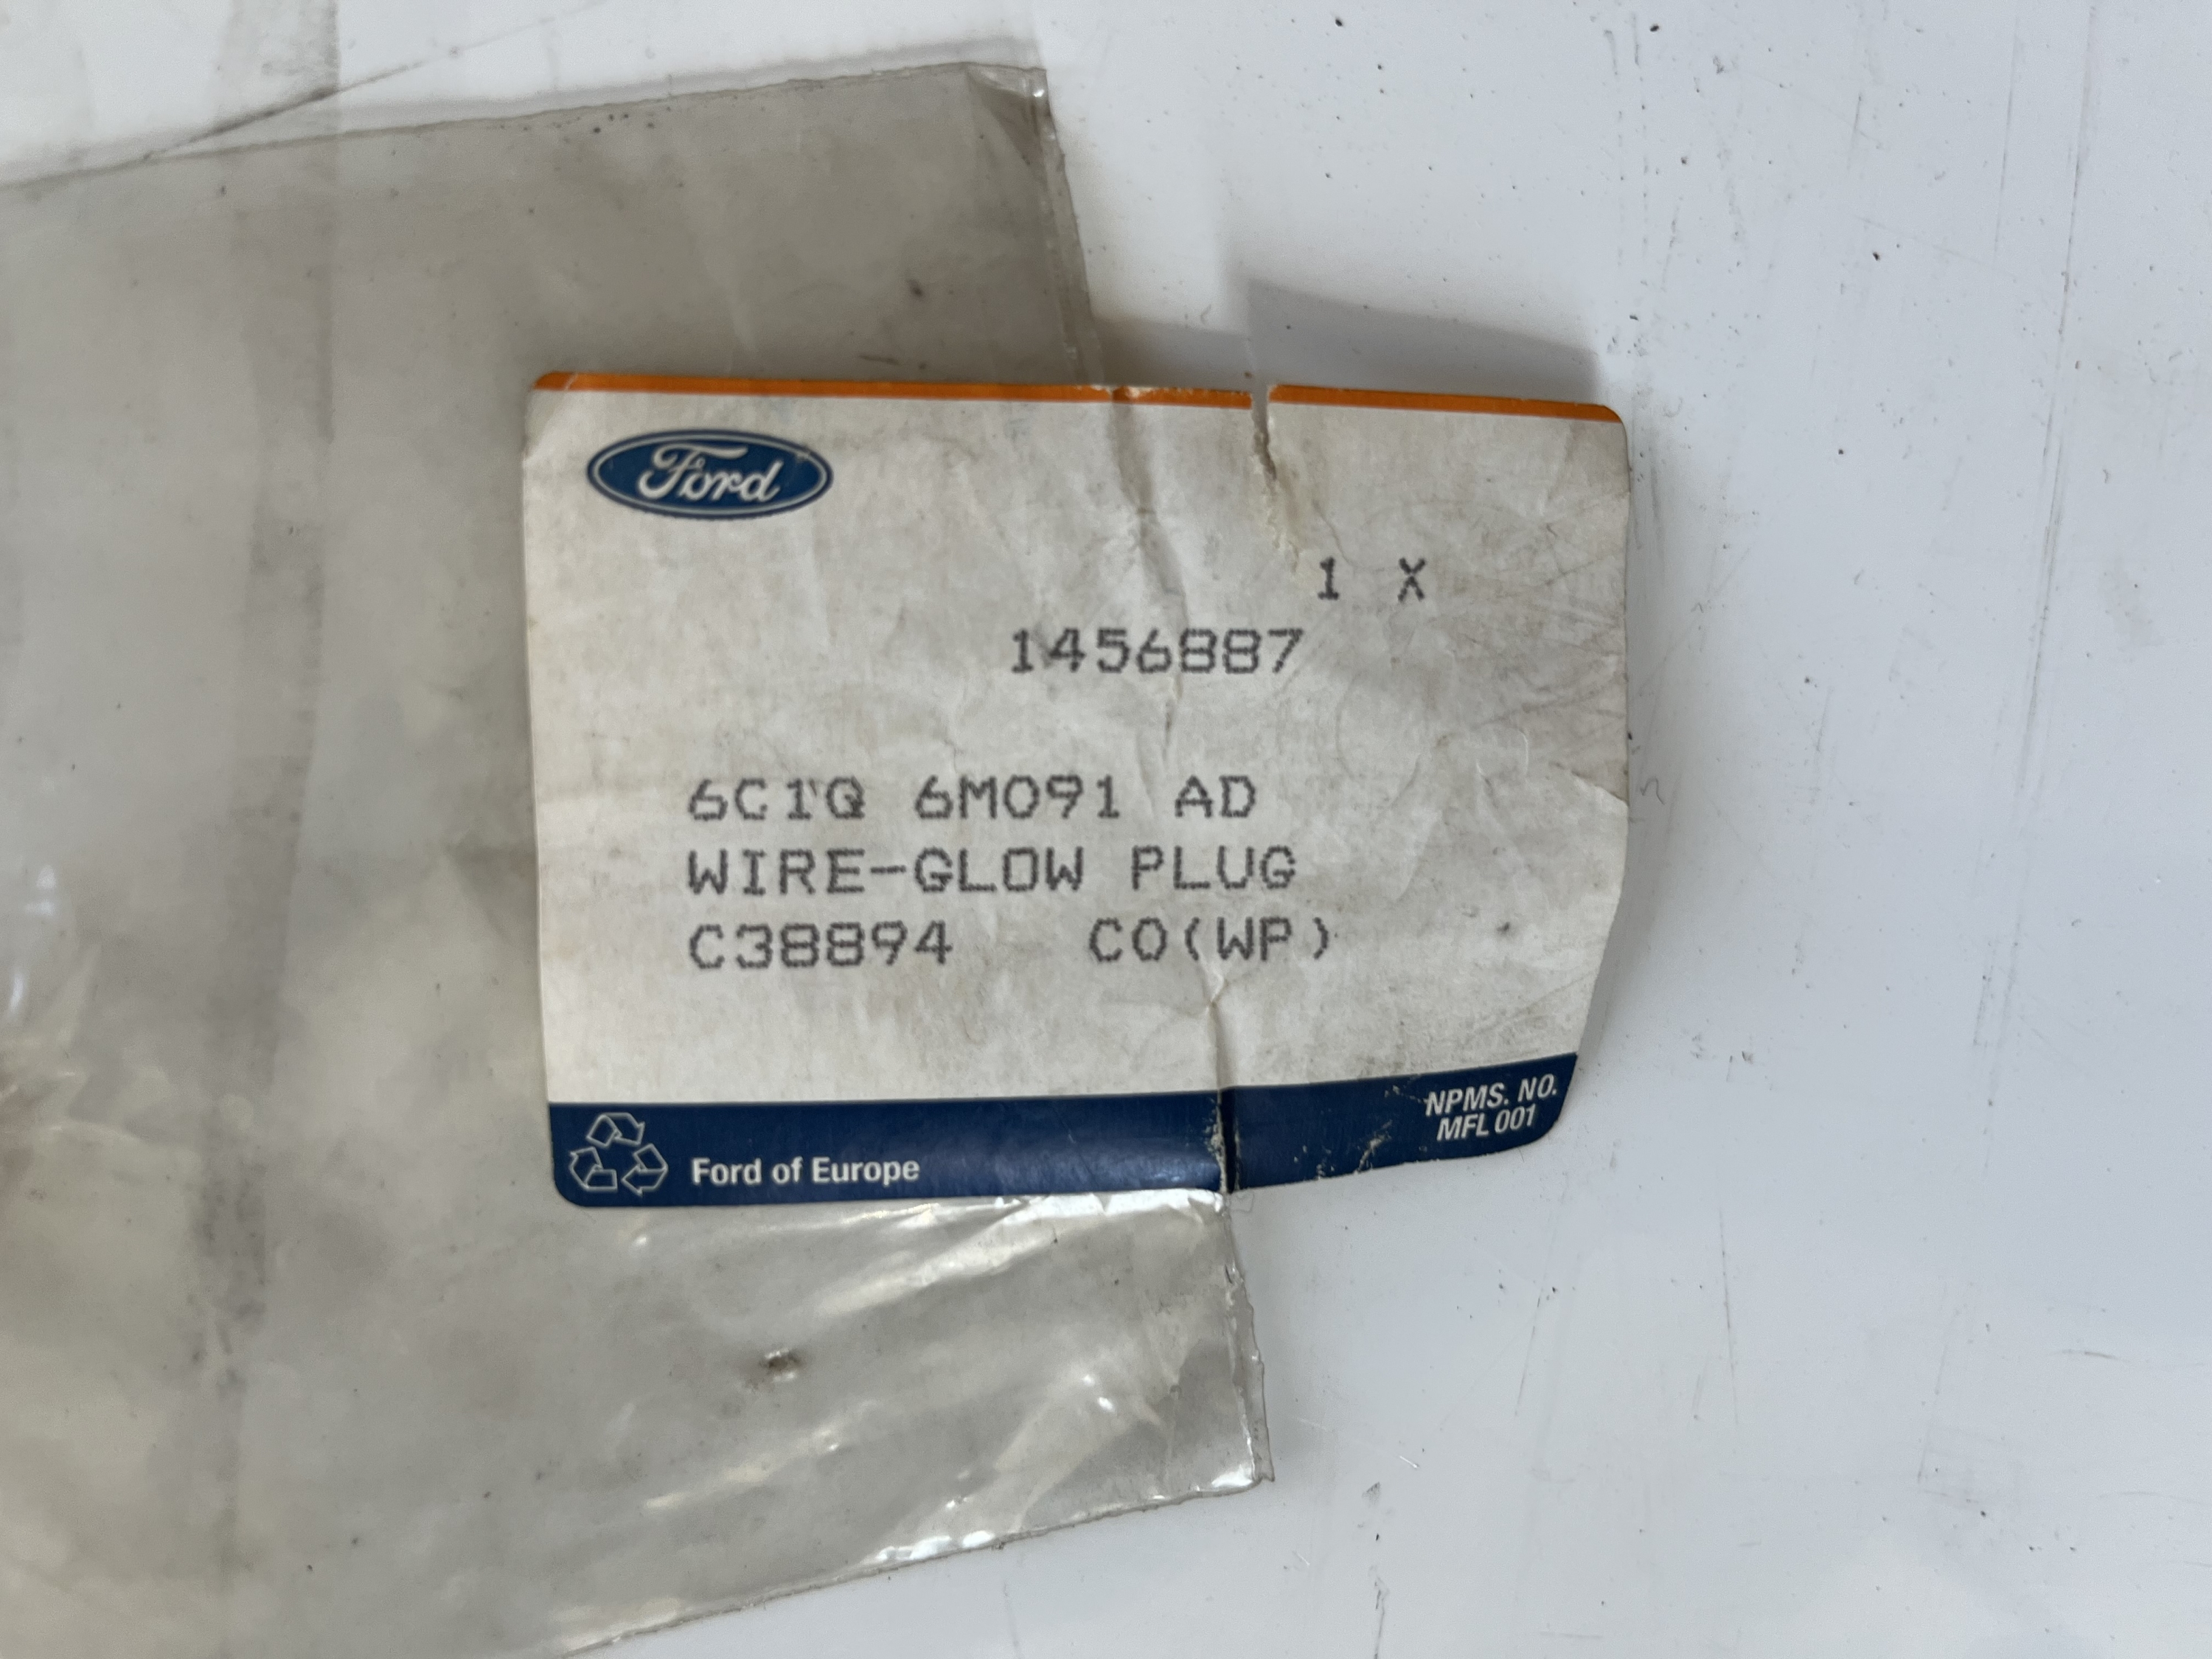 Ford
1 X
1456887
6C1Q 6M091 AD
WIRE-GLOW PLUG
C38894 CO(WP)
Ford of Europe
NPMS. NO.
MFL 001